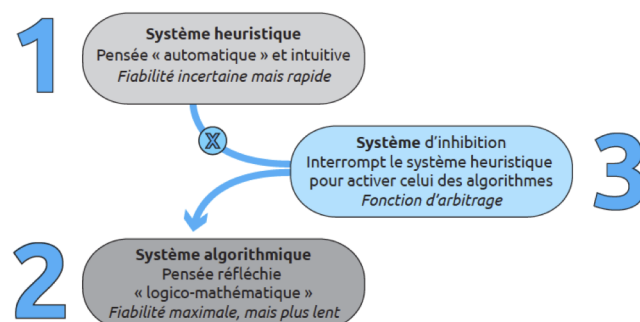 1
Système heuristique
Pensée « automatique » et intuitive
Fiabilité incertaine mais rapide
X
Système d’inhibition
Interrompt le système heuristique
pour activer celui des algorithmes
Fonction d’arbitrage
3
2
Système algorithmique
Pensée réfléchie
« logico-mathématique »
Fiabilité maximale, mais plus lent